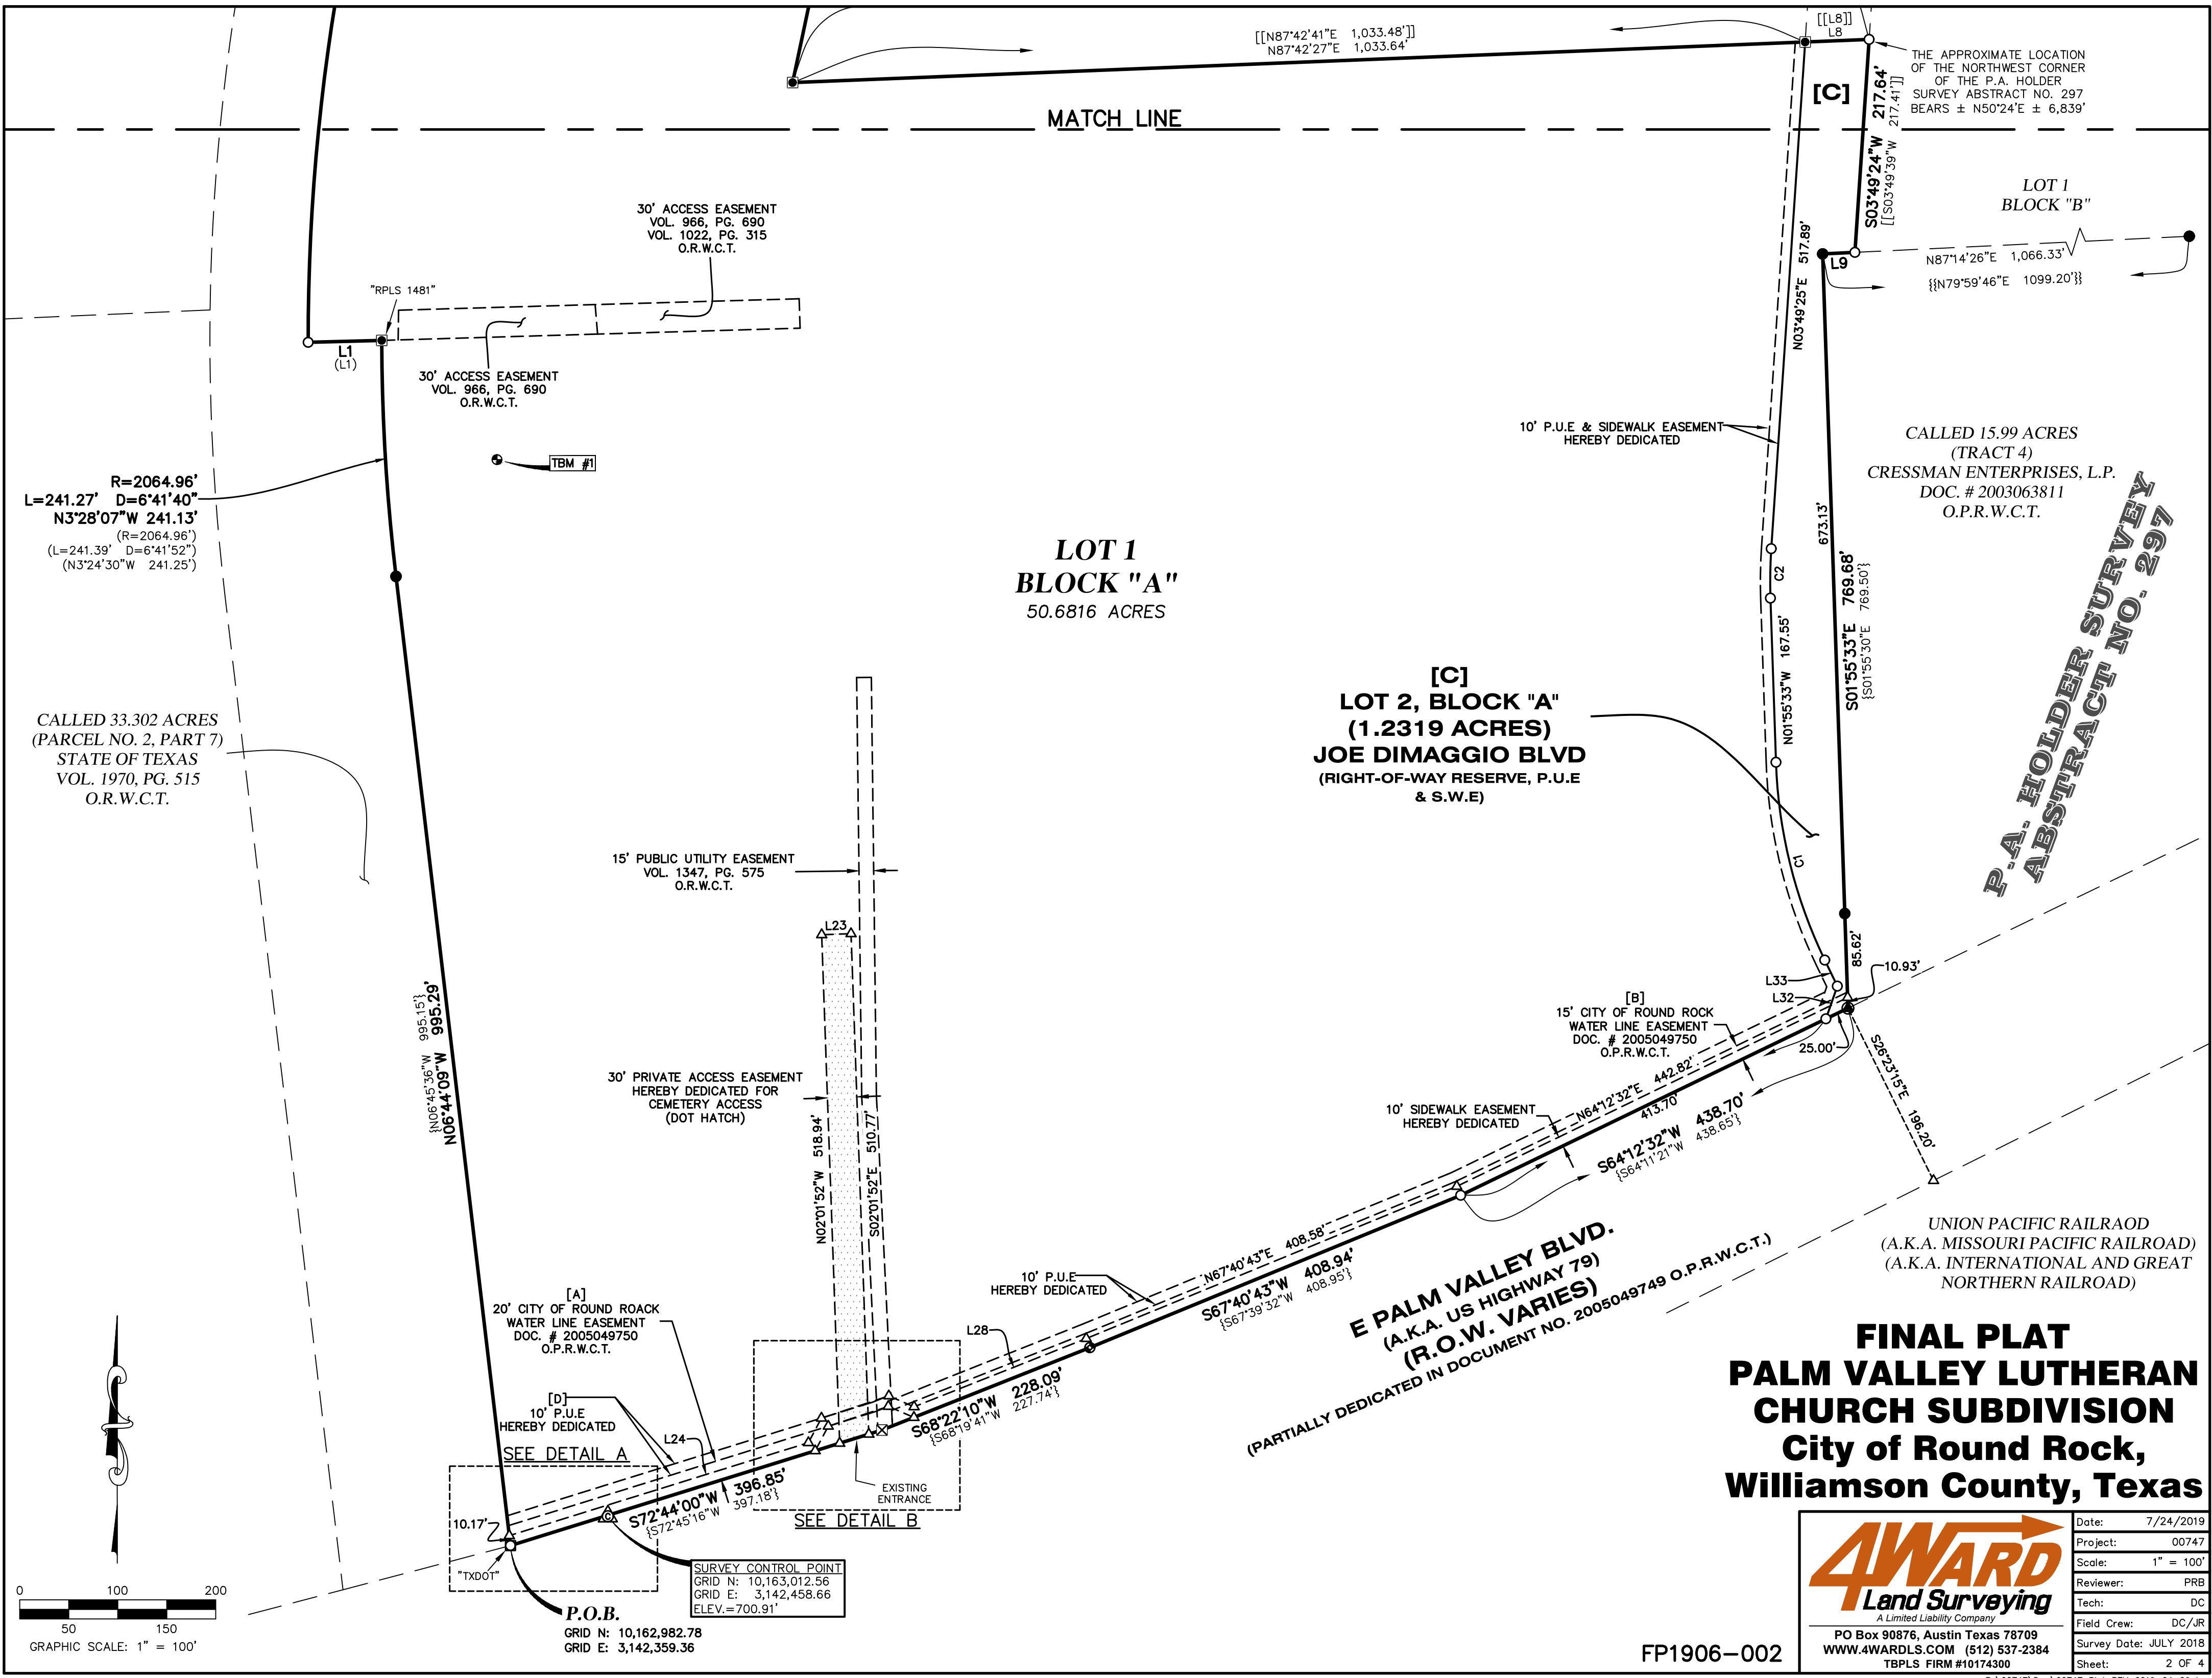 [[N87°42'41"E 1,033.48']]
N87°42'27"E 1,033.64'
[[L8]]
L8
THE APPROXIMATE LOCATION
OF THE NORTHWEST CORNER
OF THE P.A. HOLDER
SURVEY ABSTRACT NO. 297
BEARS ± N50°24'E ± 6,839'
[C]
S03°49'24"W 217.64'
[[S03°49'39"W 217.41']]
MATCH LINE
LOT 1
BLOCK "B"
L9
N87°14'26"E 1,066.33'
{{N79°59'46"E 1099.20'}}
30' ACCESS EASEMENT
VOL. 966, PG. 690
VOL. 1022, PG. 315
O.R.W.C.T.
"RPLS 1481"
L1
(L1)
30' ACCESS EASEMENT
VOL. 966, PG. 690
O.R.W.C.T.
N03°49'25"E 517.89'
10' P.U.E & SIDEWALK EASEMENT
HEREBY DEDICATED
CALLED 15.99 ACRES
(TRACT 4)
CRESSMAN ENTERPRISES, L.P.
DOC. # 2003063811
O.P.R.W.C.T.
TBM #1
R=2064.96'
L=241.27' D=6°41'40"
N3°28'07"W 241.13'
(R=2064.96')
(L=241.39' D=6°41'52")
(N3°24'30"W 241.25')
673.13'
LOT 1
BLOCK "A"
50.6816 ACRES
C2
N01°55'33"W 167.55'
S01°55'33"E 769.68'
{S01°55'30"E 769.50'}
P.A. HOLDER SURVEY
ABSTRACT NO. 297
[C]
LOT 2, BLOCK "A"
(1.2319 ACRES)
JOE DIMAGGIO BLVD
(RIGHT-OF-WAY RESERVE, P.U.E
& S.W.E)
CALLED 33.302 ACRES
(PARCEL NO. 2, PART 7)
STATE OF TEXAS
VOL. 1970, PG. 515
O.R.W.C.T.
15' PUBLIC UTILITY EASEMENT
VOL. 1347, PG. 575
O.R.W.C.T.
C1
L23
85.62'
10.93'
L33
L32
[B]
15' CITY OF ROUND ROCK
WATER LINE EASEMENT
DOC. # 2005049750
O.P.R.W.C.T.
25.00'
S26°23'15"E 196.20'
{N06°45'36"W 995.15'}
N06°44'09"W 995.29'
30' PRIVATE ACCESS EASEMENT
HEREBY DEDICATED FOR
CEMETERY ACCESS
(DOT HATCH)
N02°01'52"W 518.94'
S02°01'52"E 510.77'
10' SIDEWALK EASEMENT
HEREBY DEDICATED
N64°12'32"E 442.82'
413.70'
S64°12'32"W 438.70'
{S64°11'21"W 438.65'}
UNION PACIFIC RAILRAOD
(A.K.A. MISSOURI PACIFIC RAILROAD)
(A.K.A. INTERNATIONAL AND GREAT
NORTHERN RAILROAD)
10' P.U.E
HEREBY DEDICATED
N67°40'43"E 408.58'
S67°40'43"W 408.94'
{S67°39'32"W 408.95'}
E PALM VALLEY BLVD.
(A.K.A. US HIGHWAY 79)
(R.O.W. VARIES)
(PARTIALLY DEDICATED IN DOCUMENT NO. 2005049749 O.P.R.W.C.T.)
[A]
20' CITY OF ROUND ROACK
WATER LINE EASEMENT
DOC. # 2005049750
O.P.R.W.C.T.
L28
[D]
10' P.U.E
HEREBY DEDICATED
L24
SEE DETAIL A
S68°22'10"W 228.09'
{S68°19'41"W 227.74'}
S72°44'00"W 396.85'
{S72°45'16"W 397.18'}
EXISTING
ENTRANCE
SEE DETAIL B
10.17'
C
"TXDOT"
SURVEY CONTROL POINT
GRID N: 10,163,012.56
GRID E: 3,142,458.66
ELEV.=700.91'
P.O.B.
GRID N: 10,162,982.78
GRID E: 3,142,359.36
0 100 200
50 150
GRAPHIC SCALE: 1" = 100'
FINAL PLAT
PALM VALLEY LUTHERAN
CHURCH SUBDIVISION
City of Round Rock,
Williamson County, Texas
FP1906-002
4WARD
Land Surveying
A Limited Liability Company
PO Box 90876, Austin Texas 78709
WWW.4WARDLS.COM (512) 537-2384
TBPLS FIRM #10174300
Date: 7/24/2019
Project: 00747
Scale: 1" = 100'
Reviewer: PRB
Tech: DC
Field Crew: DC/JR
Survey Date: JULY 2018
Sheet: 2 OF 4